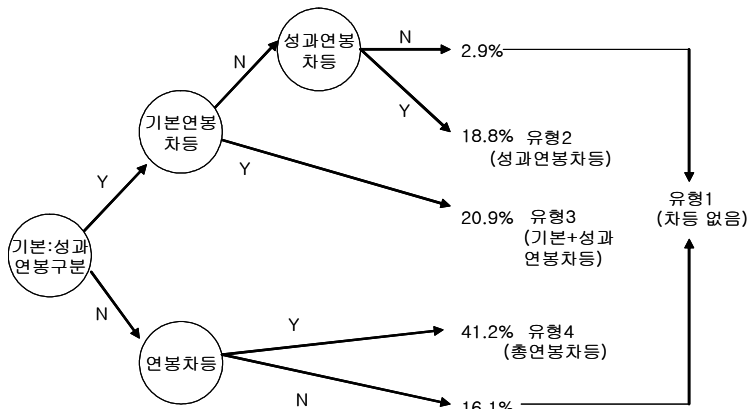 성과연봉
차등
N
2.9%
N
Y
기본연봉
차등
18.8% 유형2
(성과연봉차등)
Y
Y
유형1
(차등 없음)
20.9% 유형3
(기본+성과
연봉차등)
기본:성과
연봉구분
N
Y
41.2% 유형4
(총연봉차등)
연봉차등
N
16.1%